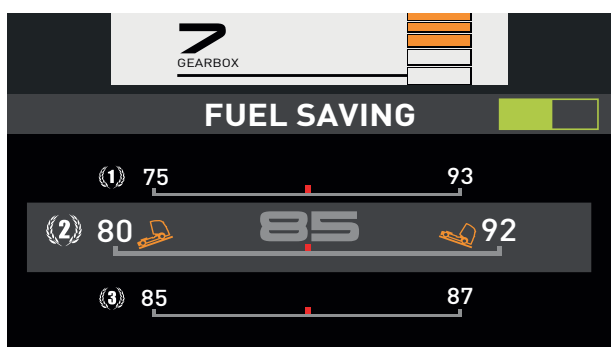 7
GEARBOX
FUEL SAVING
(1) 75 93
(2) 80 85 92
(3) 85 87